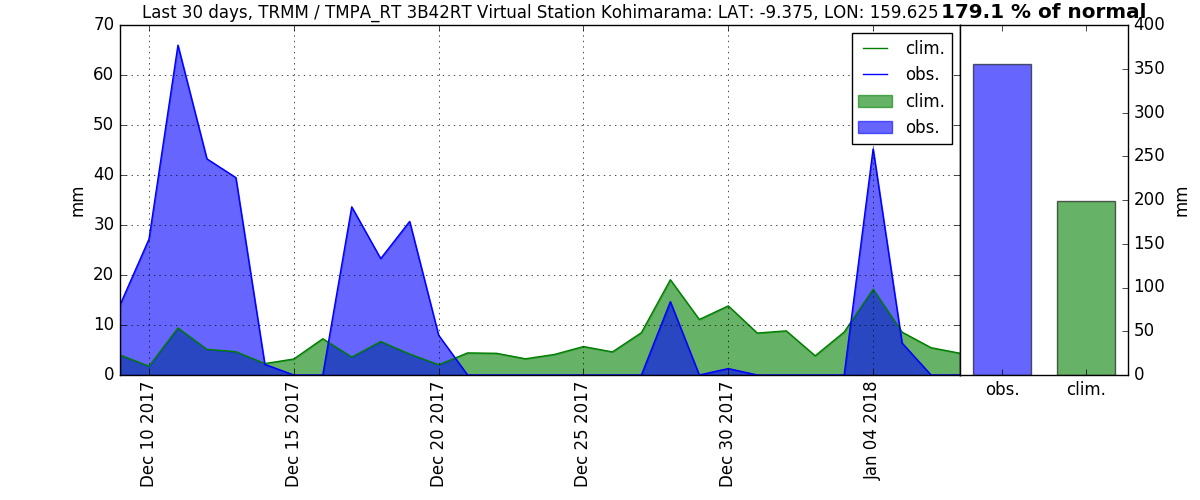 Last 30 days, TRMM / TMPA_RT 3B42RT Virtual Station Kohimarama: LAT: -9.375, LON: 159.625
179.1 % of normal
70
60
50
40
30
20
10
0
mm
clim.
obs.
clim.
obs.
Dec 10 2017
Dec 15 2017
Dec 20 2017
Dec 25 2017
Dec 30 2017
Jan 04 2018
400
350
300
250
200
150
100
50
0
mm
obs.
clim.